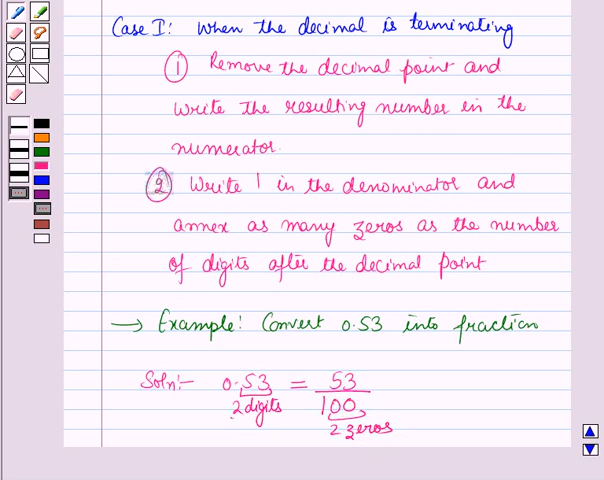 Case I: When the decimal is terminating
① Remove the decimal point and
write the resulting number in the
numerator.
② Write 1 in the denominator and
annex as many zeros as the number
of digits after the decimal point
→ Example: Convert 0.53 into fraction
Soln:- 0.53 = 53/100
2 digits 2 zeros